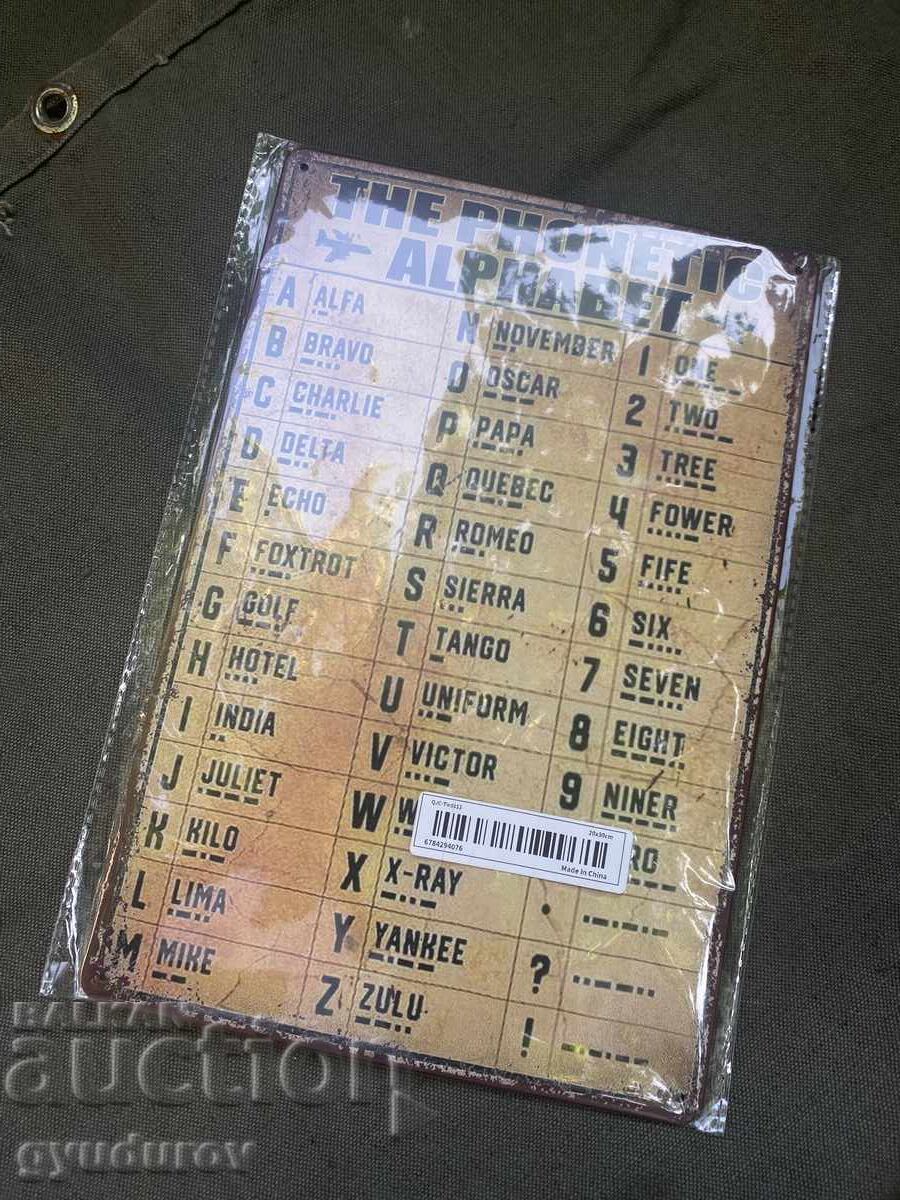 THE PHONETIC
ALPHABET
A ALFA
B BRAVO
C CHARLIE
D DELTA
E ECHO
F FOXTROT
G GOLF
H HOTEL
I INDIA
J JULIET
K KILO
L LIMA
M MIKE
N NOVEMBER
O OSCAR
P PAPA
Q QUEBEC
R ROMEO
S SIERRA
T TANGO
U UNIFORM
V VICTOR
W W
X X-RAY
Y YANKEE
Z ZULU
1 ONE
2 TWO
3 TREE
4 FOWER
5 FIFE
6 SIX
7 SEVEN
8 EIGHT
9 NINER
RO
.
?
!
20x30cm
6784294076
Made In China
BALKAN
auction
gyudurov